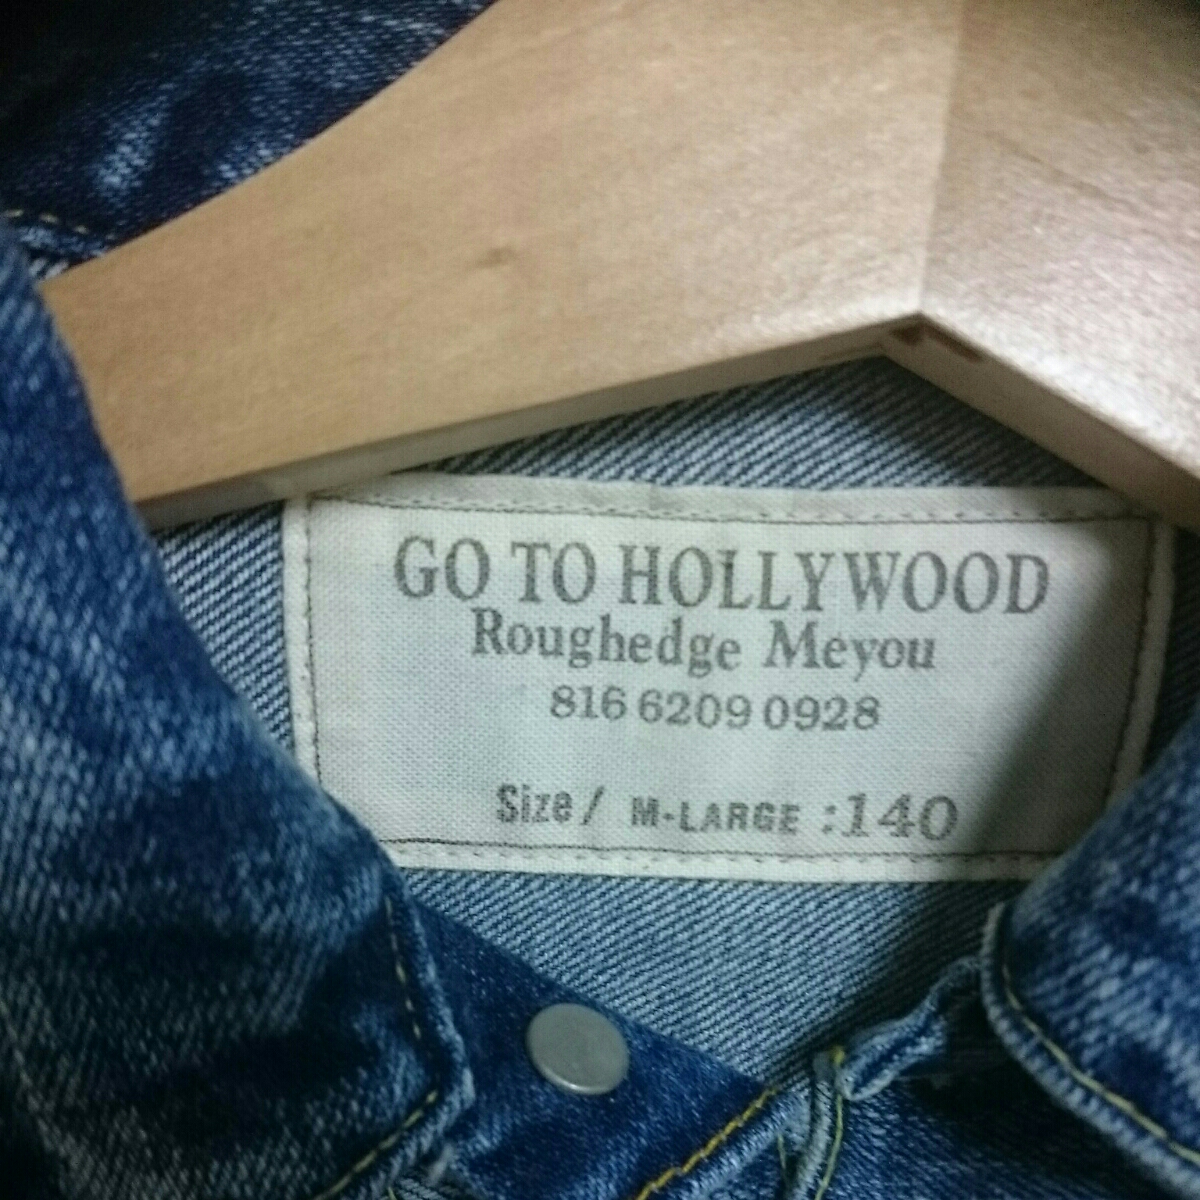 GO TO HOLLYWOOD
Roughedge Meyou
816 6209 0928
Size / M-LARGE :140